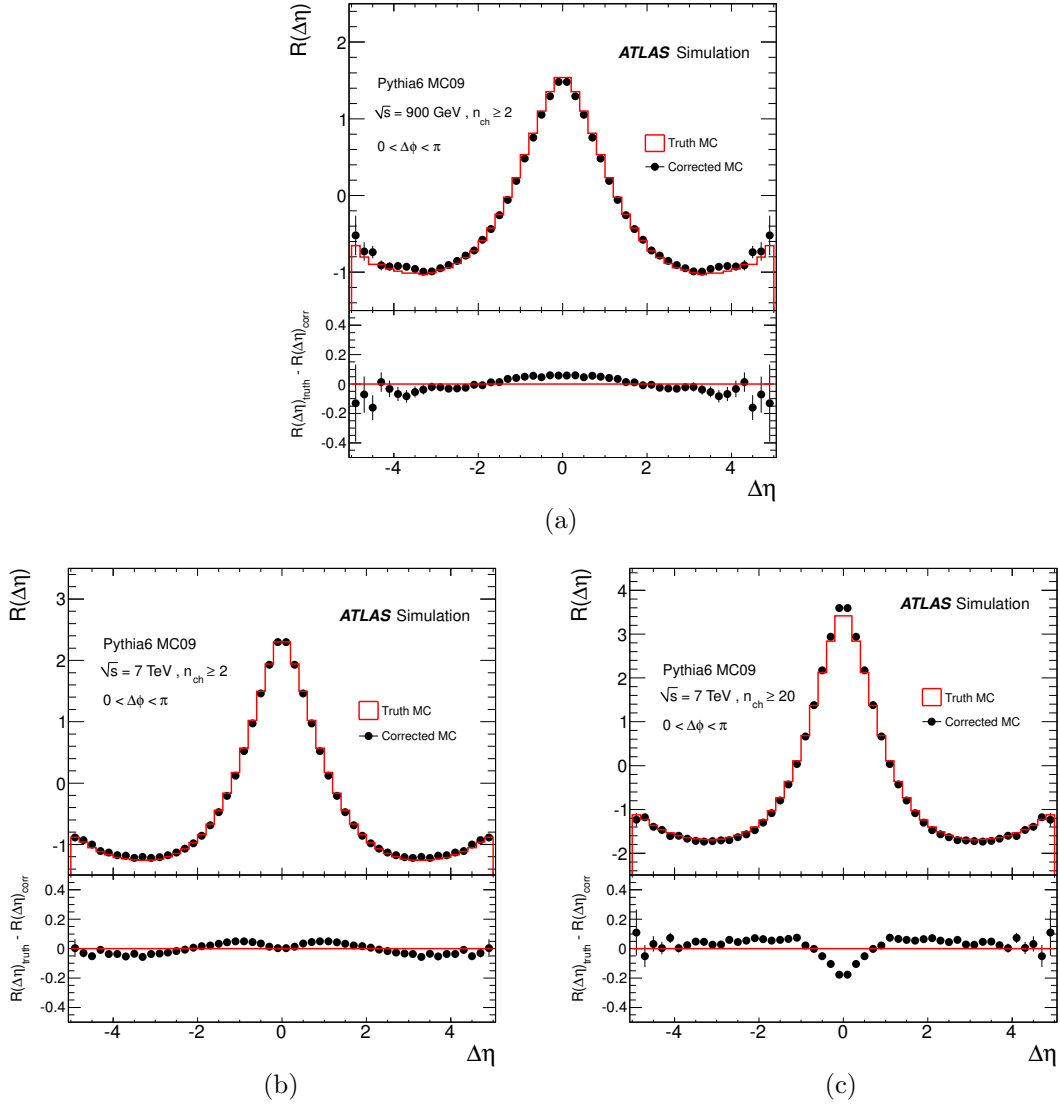 R(Δη)
2
1
0
-1
ATLAS Simulation
Pythia6 MC09
√s = 900 GeV , n_ch ≥ 2
0 < Δϕ < π
Truth MC
Corrected MC
R(Δη)_truth - R(Δη)_corr
0.4
0.2
0
-0.2
-0.4
-4 -2 0 2 4
Δη
(a)
R(Δη)
3
2
1
0
-1
ATLAS Simulation
Pythia6 MC09
√s = 7 TeV , n_ch ≥ 2
0 < Δϕ < π
Truth MC
Corrected MC
R(Δη)_truth - R(Δη)_corr
0.4
0.2
0
-0.2
-0.4
-4 -2 0 2 4
Δη
(b)
R(Δη)
4
3
2
1
0
-1
-2
ATLAS Simulation
Pythia6 MC09
√s = 7 TeV , n_ch ≥ 20
0 < Δϕ < π
Truth MC
Corrected MC
R(Δη)_truth - R(Δη)_corr
0.4
0.2
0
-0.2
-0.4
-4 -2 0 2 4
Δη
(c)